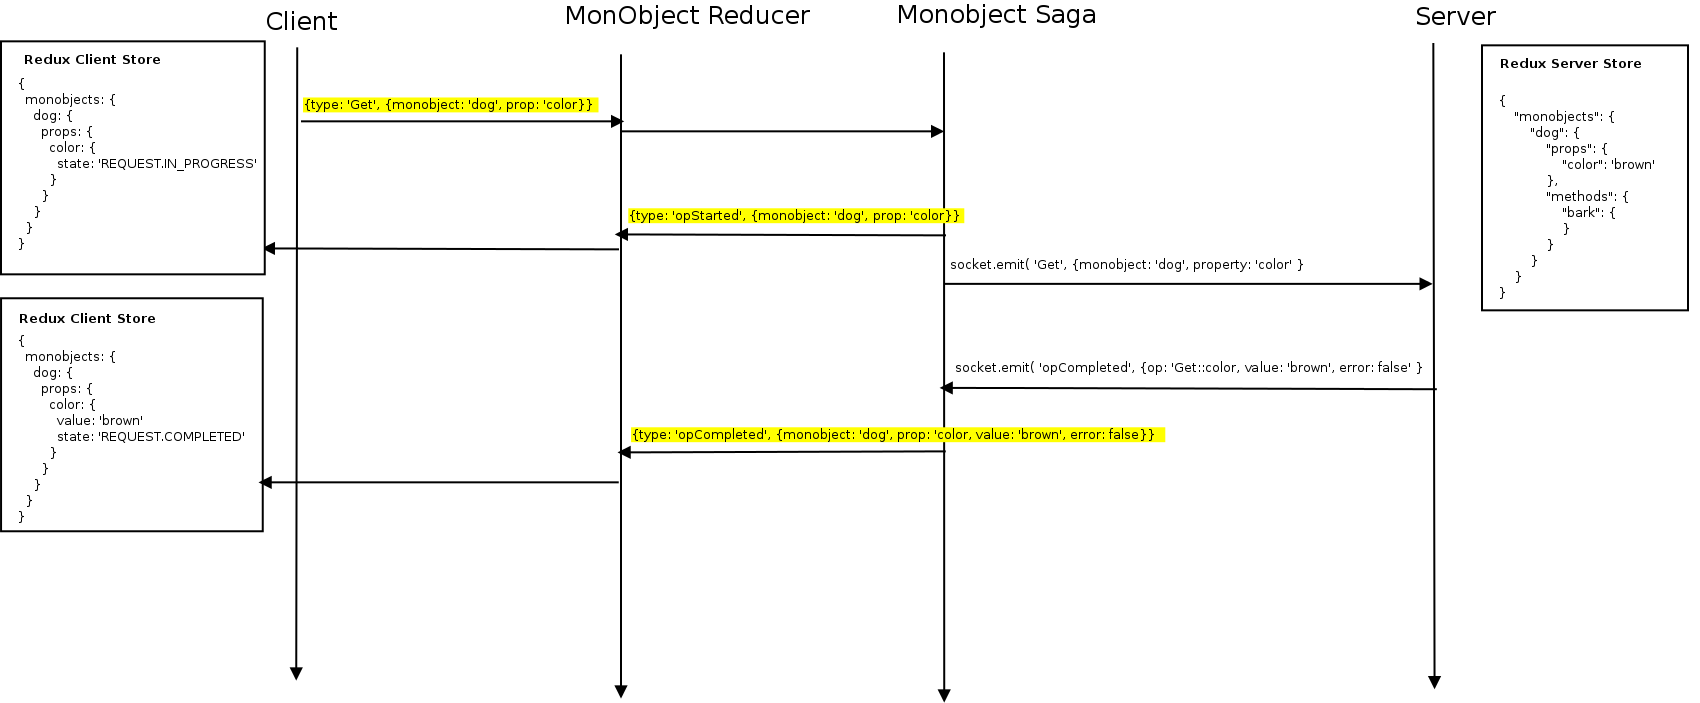 Client
MonObject Reducer
Monobject Saga
Server
Redux Client Store
{
monobjects: {
dog: {
props: {
color: {
state: 'REQUEST.IN_PROGRESS'
}
}
}
}
}
{type: 'Get', {monobject: 'dog', prop: 'color}}
{type: 'opStarted', {monobject: 'dog', prop: 'color}}
socket.emit( 'Get', {monobject: 'dog', property: 'color' }
Redux Server Store
{
"monobjects": {
"dog": {
"props": {
"color": 'brown'
},
"methods": {
"bark": {
}
}
}
}
}
Redux Client Store
{
monobjects: {
dog: {
props: {
color: {
value: 'brown'
state: 'REQUEST.COMPLETED'
}
}
}
}
}
socket.emit( 'opCompleted', {op: 'Get::color, value: 'brown', error: false' }
{type: 'opCompleted', {monobject: 'dog', prop: 'color, value: 'brown', error: false}}